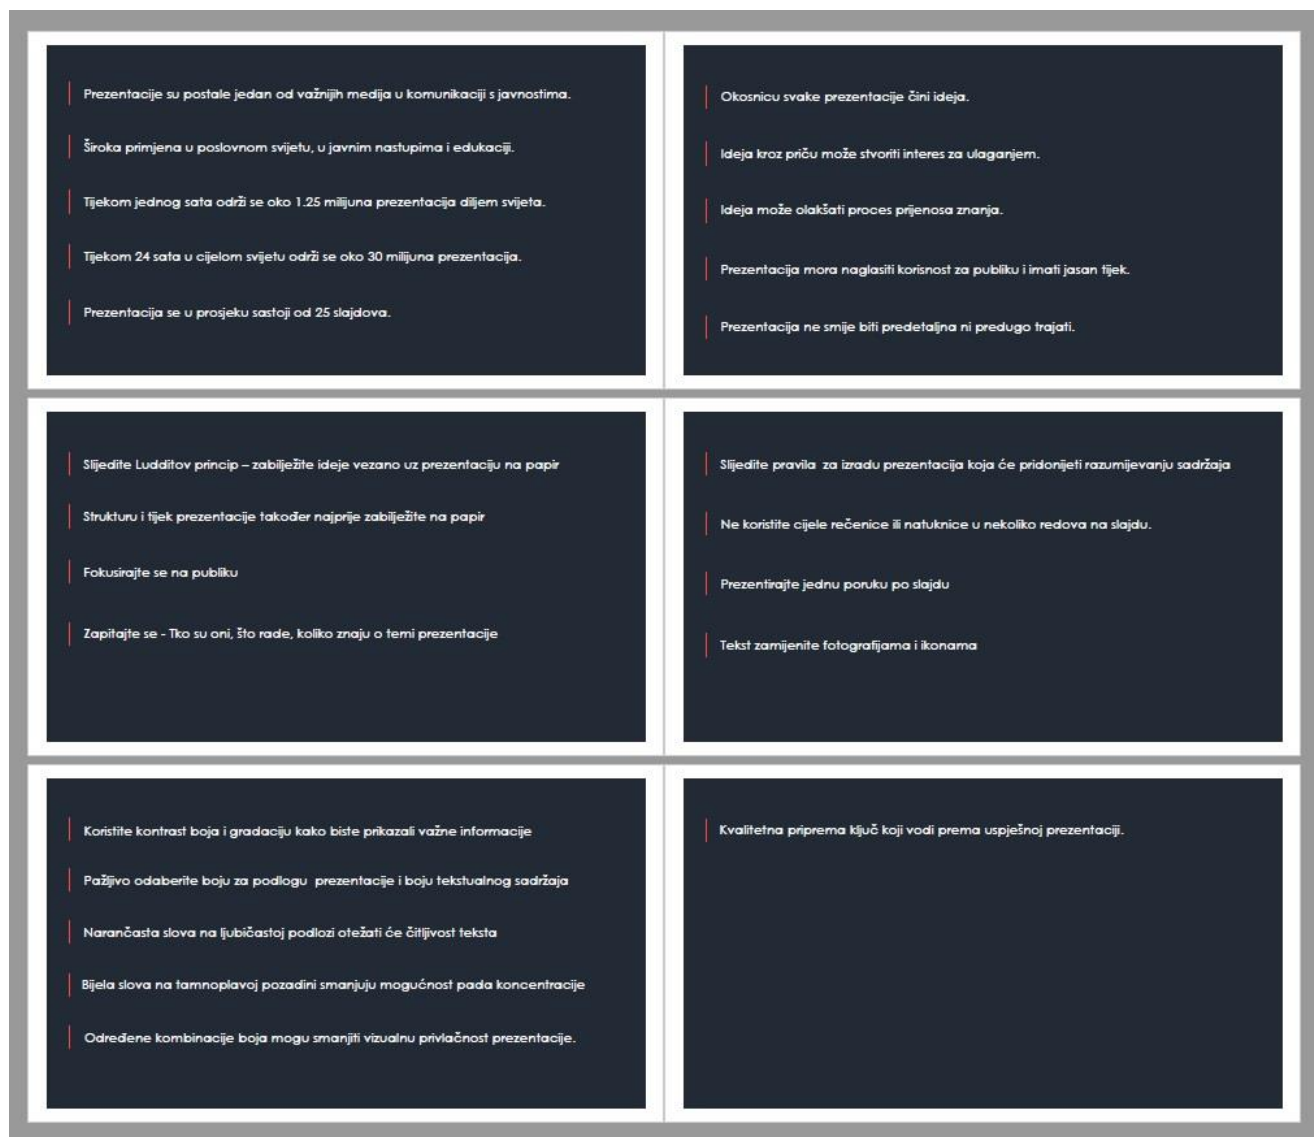 Prezentacije su postale jedan od važnijih medija u komunikaciji s javnostima.
Široka primjena u poslovnom svijetu, u javnim nastupima i edukaciji.
Tijekom jednog sata održi se oko 1.25 milijuna prezentacija diljem svijeta.
Tijekom 24 sata u cijelom svijetu održi se oko 30 milijuna prezentacija.
Prezentacija se u prosjeku sastoji od 25 slajdova.
Okosnicu svake prezentacije čini ideja.
Ideja kroz priču može stvoriti interes za ulaganjem.
Ideja može olakšati proces prijenosa znanja.
Prezentacija mora naglasiti korisnost za publiku i imati jasan tijek.
Prezentacija ne smije biti predetaljna ni predugo trajati.
Slijedite Ludditov princip – zabilježite ideje vezano uz prezentaciju na papir
Strukturu i tijek prezentacije također najprije zabilježite na papir
Fokusirajte se na publiku
Zapitajte se - Tko su oni, što rade, koliko znaju o temi prezentacije
Slijedite pravila za izradu prezentacija koja će pridonijeti razumijevanju sadržaja
Ne koristite cijele rečenice ili natuknice u nekoliko redova na slajdu.
Prezentirajte jednu poruku po slajdu
Tekst zamijenite fotografijama i ikonama
Koristite kontrast boja i gradaciju kako biste prikazali važne informacije
Pažljivo odaberite boju za podlogu prezentacije i boju tekstualnog sadržaja
Narančasta slova na ljubičastoj podlozi otežati će čitljivost teksta
Bijela slova na tamnoplavoj pozadini smanjuju mogućnost pada koncentracije
Određene kombinacije boja mogu smanjiti vizualnu privlačnost prezentacije.
Kvalitetna priprema ključ koji vodi prema uspješnoj prezentaciji.